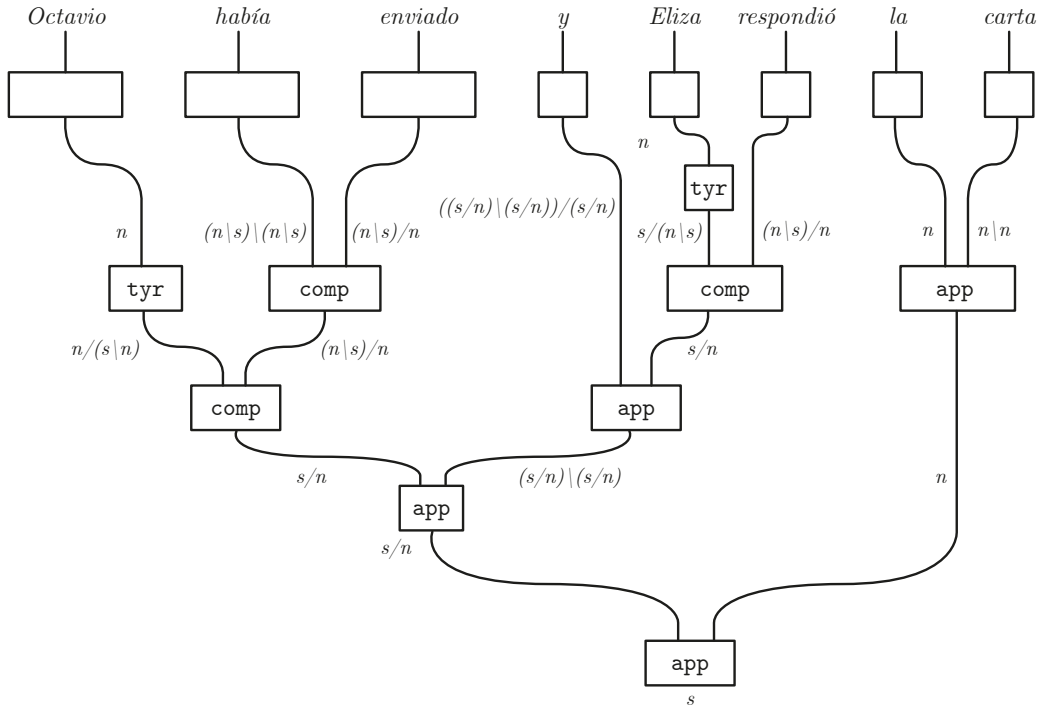 Octavio había enviado y Eliza respondió la carta
n
tyr
((s/n)\(s/n))/(s/n)
n (n\s)\(n\s) (n\s)/n s/(n\s) (n\s)/n n n\n
tyr comp comp app
n/(s\n) (n\s)/n s/n
comp app
s/n (s/n)\(s/n) n
app
s/n
app
s